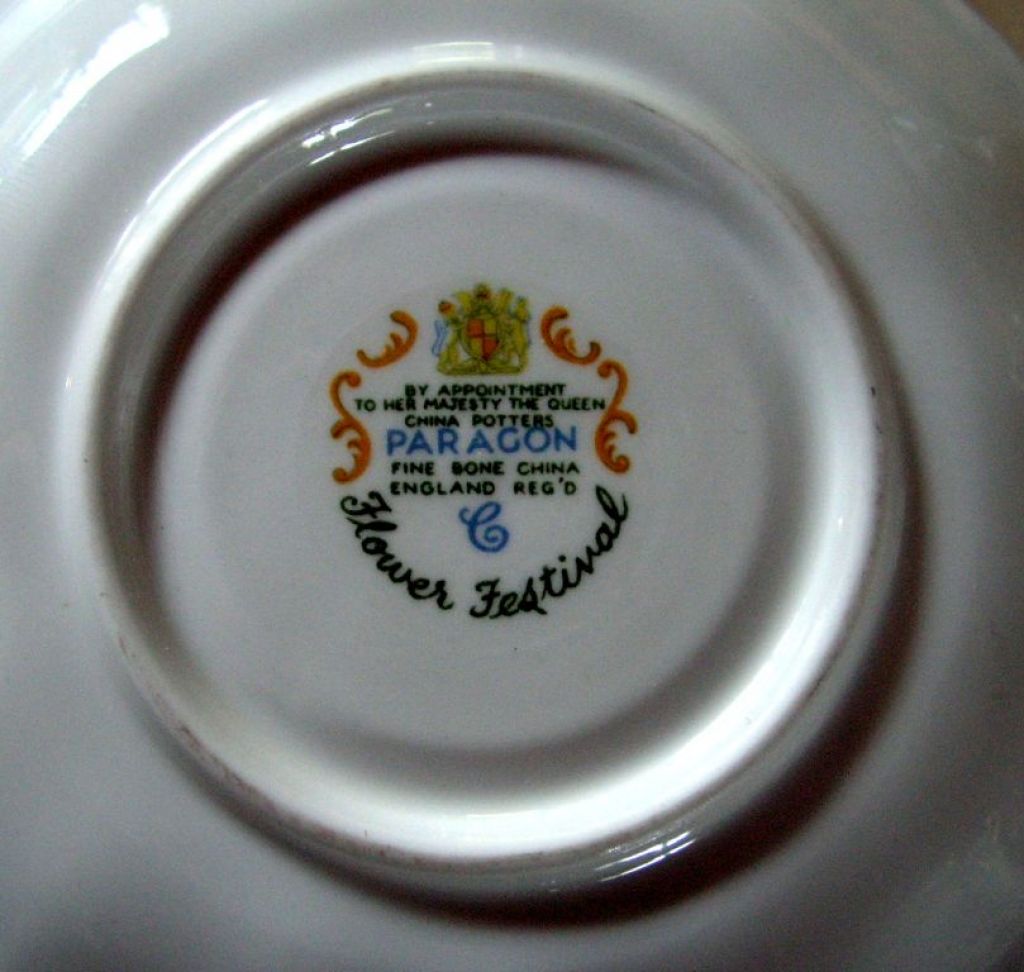 BY APPOINTMENT
TO HER MAJESTY THE QUEEN
CHINA POTTERS
PARAGON
FINE BONE CHINA
ENGLAND REG'D
C
Flower Festival